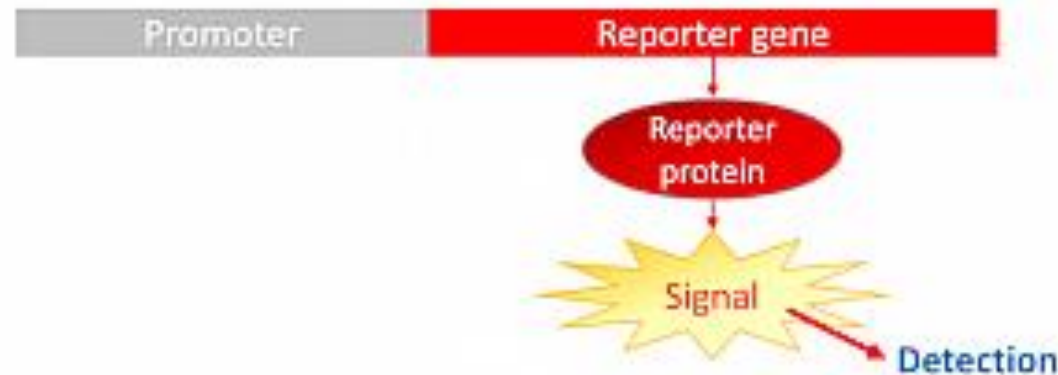 Promoter
Reporter gene
Reporter
protein
Signal
Detection